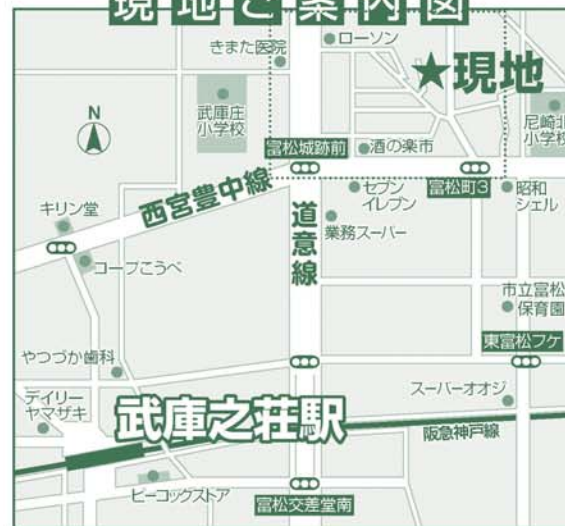 現地ご案内図
きまた医院
ローソン
★現地
N
武庫庄
小学校
尼崎北
小学校
富松城跡前
酒の楽市
西宮豊中線
セブン
イレブン
富松町3
昭和
シェル
キリン堂
道意線
業務スーパー
コープこうべ
市立富松
保育園
東富松フケ
やつづか歯科
デイリー
ヤマザキ
スーパーオオジ
武庫之荘駅
阪急神戸線
ピーコックストア
富松交差堂南